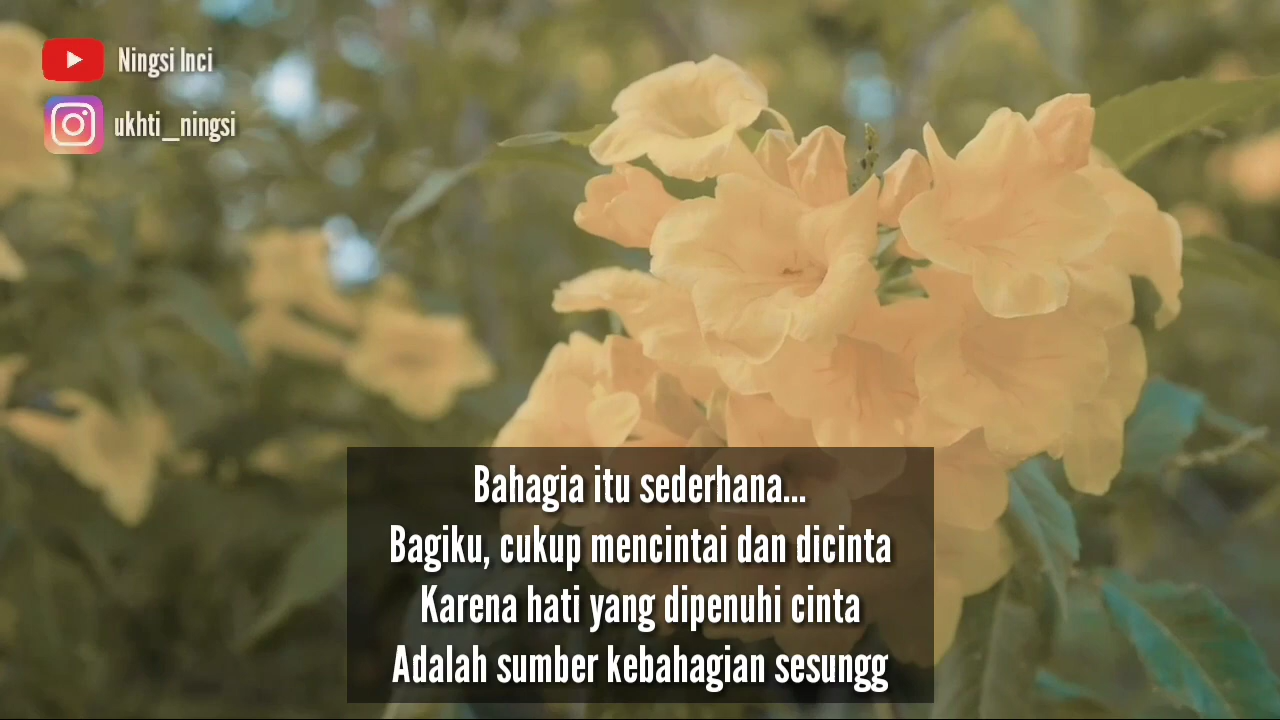 Ningsi Inci
ukhti_ningsi
Bahagia itu sederhana...
Bagiku, cukup mencintai dan dicinta
Karena hati yang dipenuhi cinta
Adalah sumber kebahagian sesungg